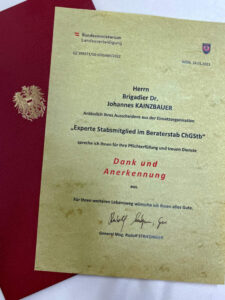 Bundesministerium
Landesverteidigung
Herrn
Brigadier Dr.
Johannes KAINZBAUER
Anlässlich Ihres Ausscheidens aus der Einsatzorganisation
„Experte Stabsmitglied im Beraterstab ChGStb"
spreche ich Ihnen für Ihre Pflichterfüllung und treuen Dienste
Dank und
Anerkennung
aus.
Für Ihren weiteren Lebensweg wünsche ich Ihnen alles Gute.
General Mag. Rudolf STRIEDINGER